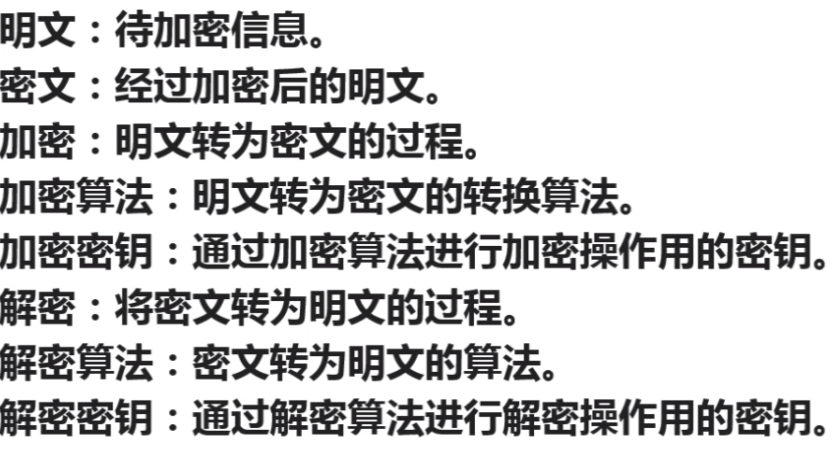 明文：待加密信息。
密文：经过加密后的明文。
加密：明文转为密文的过程。
加密算法：明文转为密文的转换算法。
加密密钥：通过加密算法进行加密操作用的密钥。
解密：将密文转为明文的过程。
解密算法：密文转为明文的算法。
解密密钥：通过解密算法进行解密操作用的密钥。